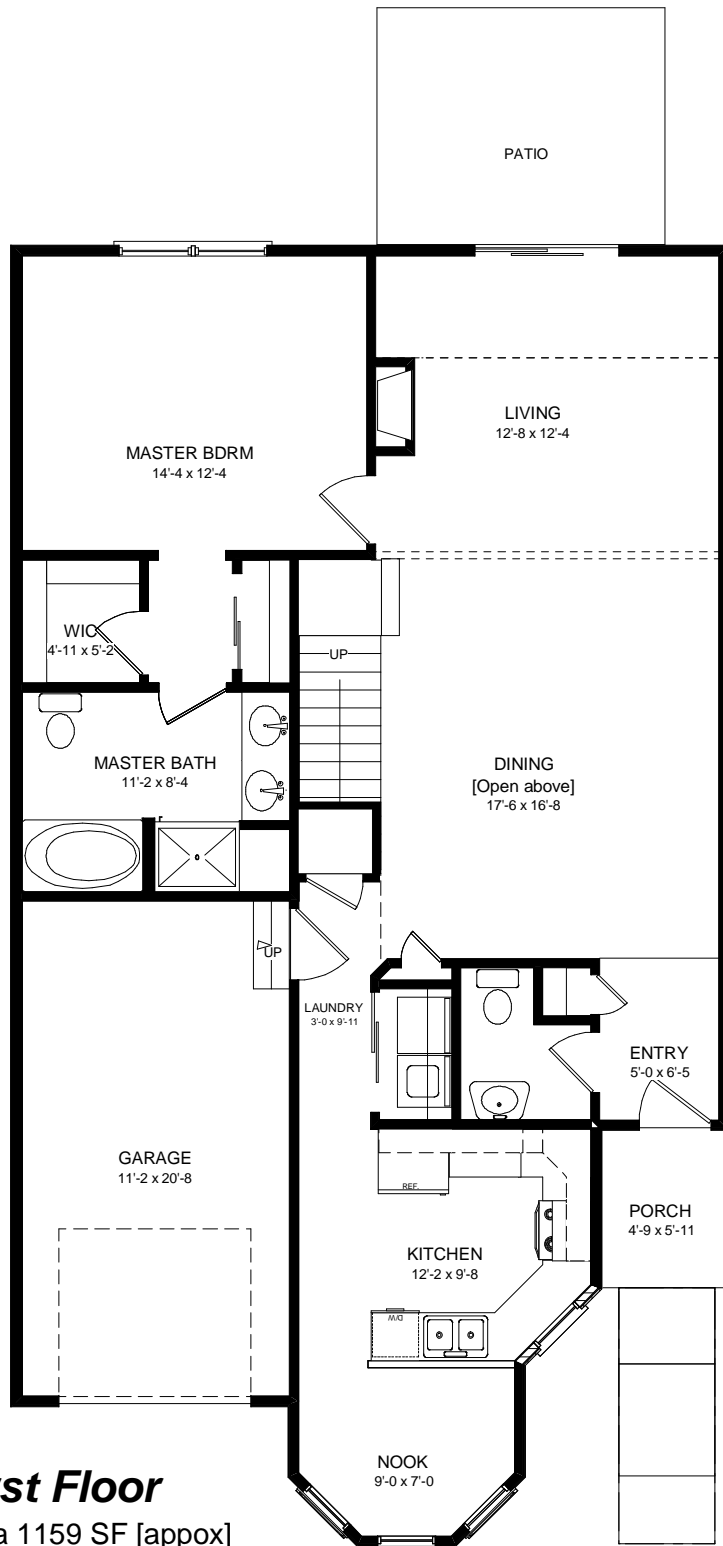 PATIO
LIVING
12'-8 x 12'-4
MASTER BDRM
14'-4 x 12'-4
WIC
4'-11 x 5'-2
UP
MASTER BATH
11'-2 x 8'-4
DINING
[Open above]
17'-6 x 16'-8
UP
LAUNDRY
3'-0 x 9'-11
ENTRY
5'-0 x 6'-5
GARAGE
11'-2 x 20'-8
REF.
PORCH
4'-9 x 5'-11
KITCHEN
12'-2 x 9'-8
D/W
NOOK
9'-0 x 7'-0
st Floor
a 1159 SF [appox]